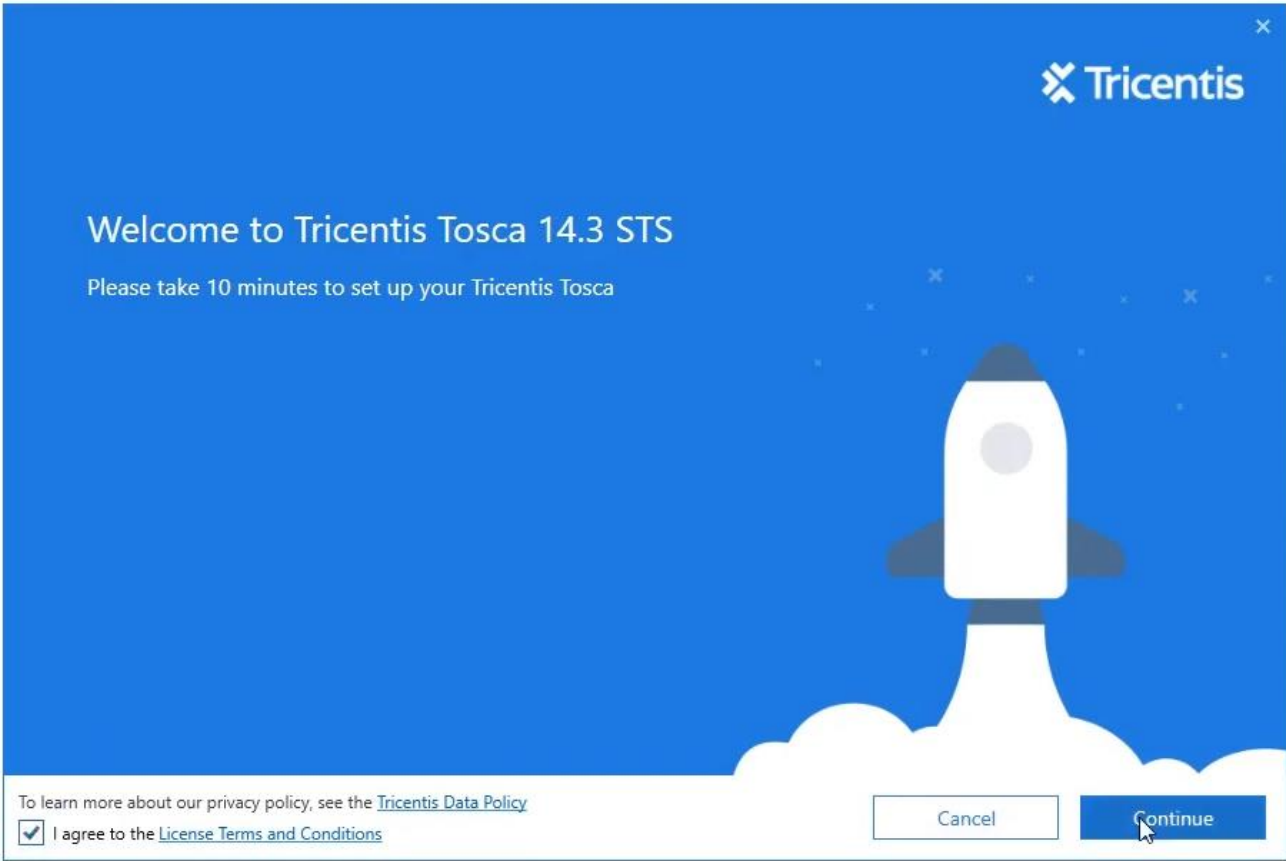 Tricentis
Welcome to Tricentis Tosca 14.3 STS
Please take 10 minutes to set up your Tricentis Tosca
To learn more about our privacy policy, see the Tricentis Data Policy
I agree to the License Terms and Conditions
Cancel
Continue